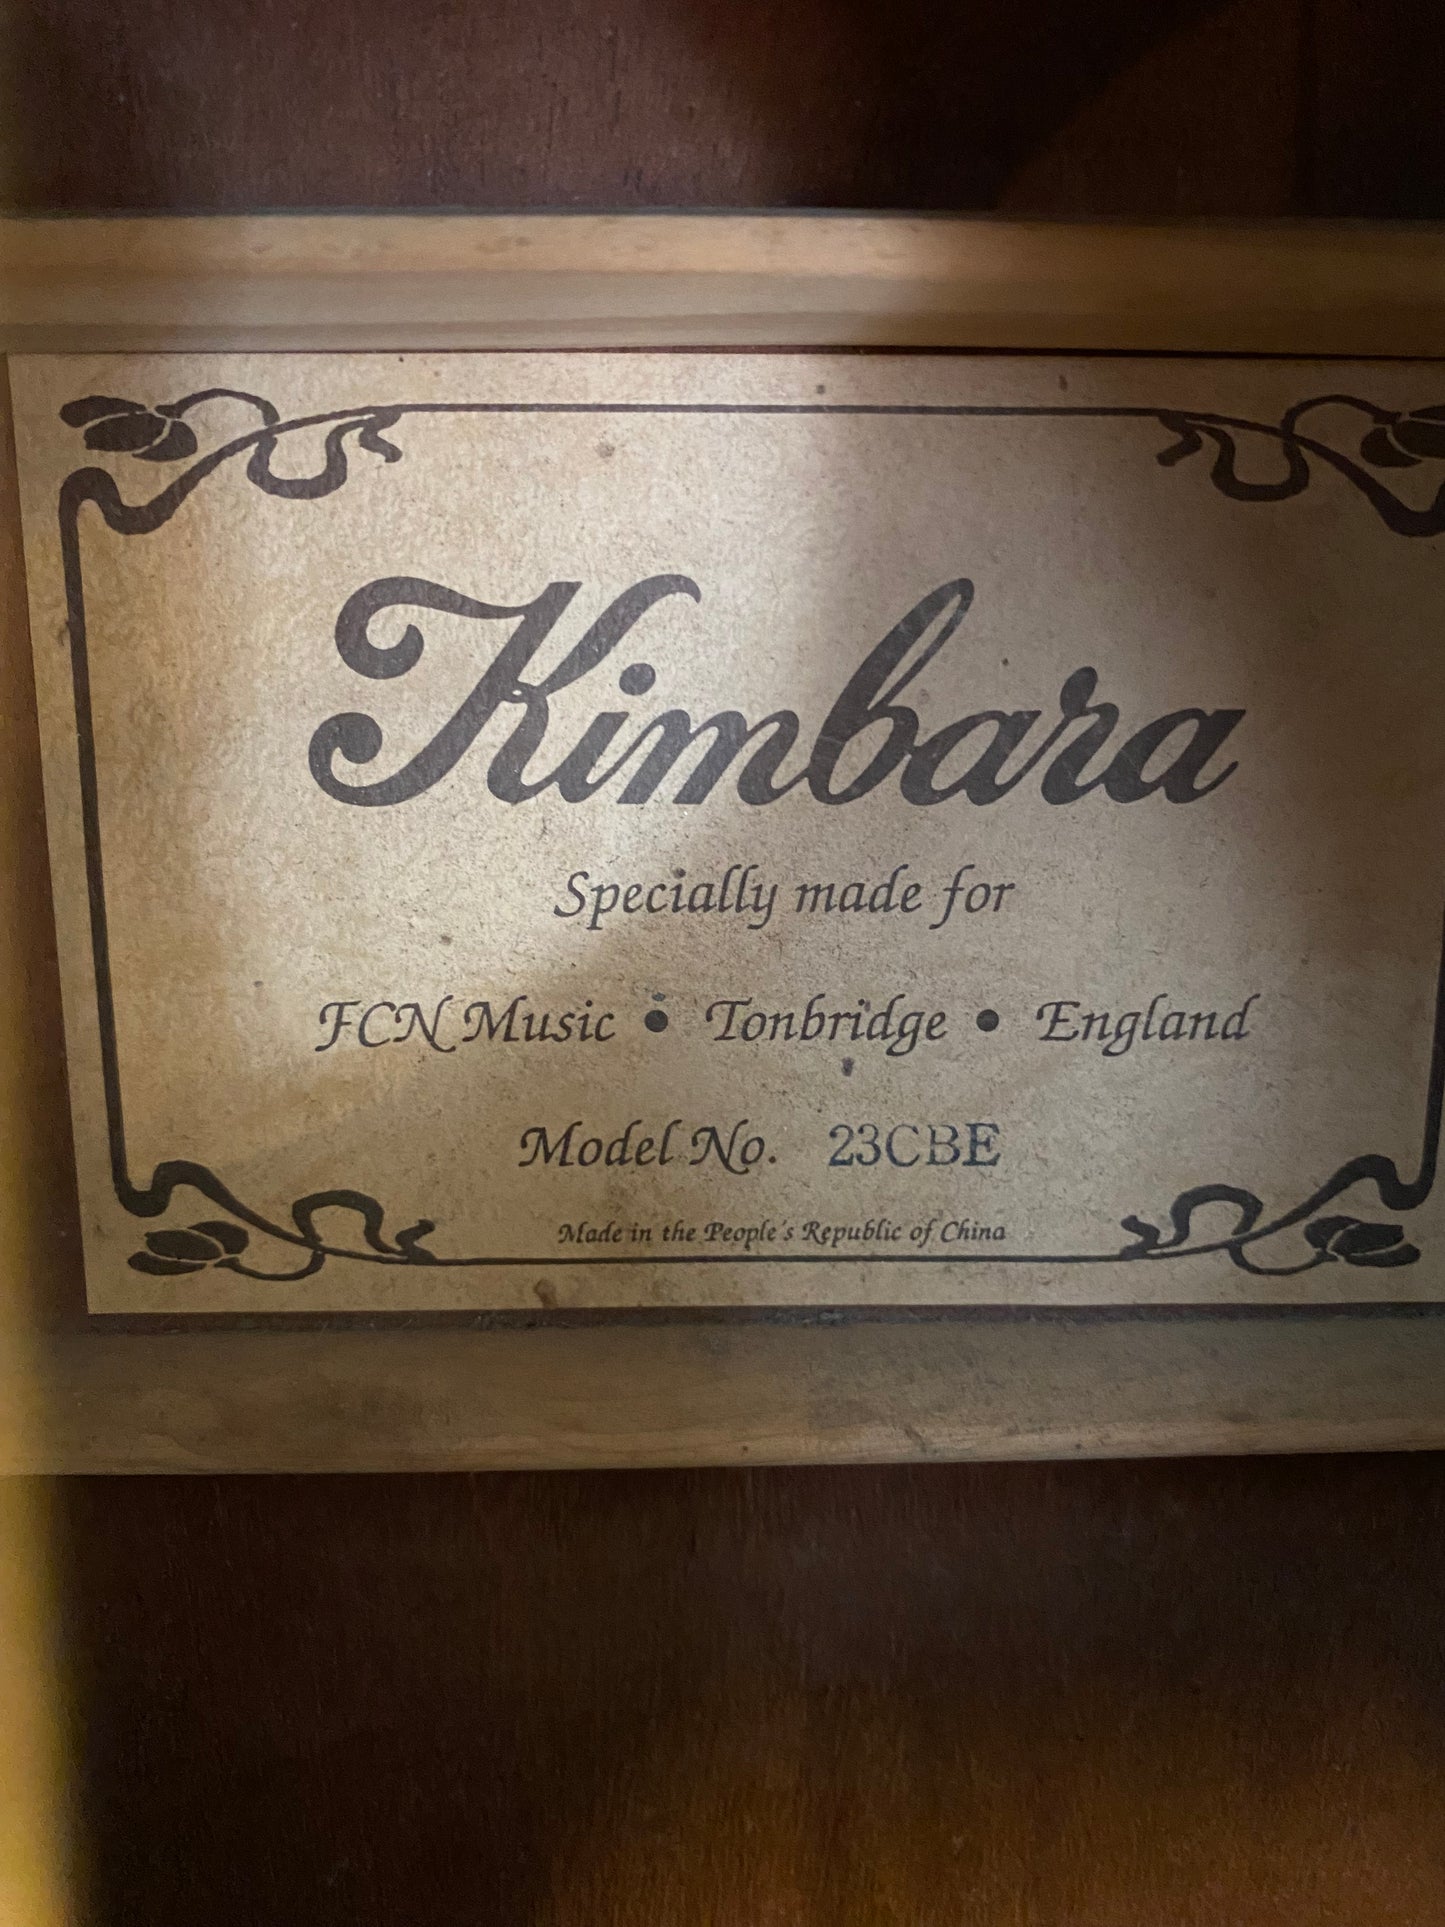 Kimbara
Specially made for
FCN Music • Tonbridge • England
Model No. 23CBE
Made in the People's Republic of China